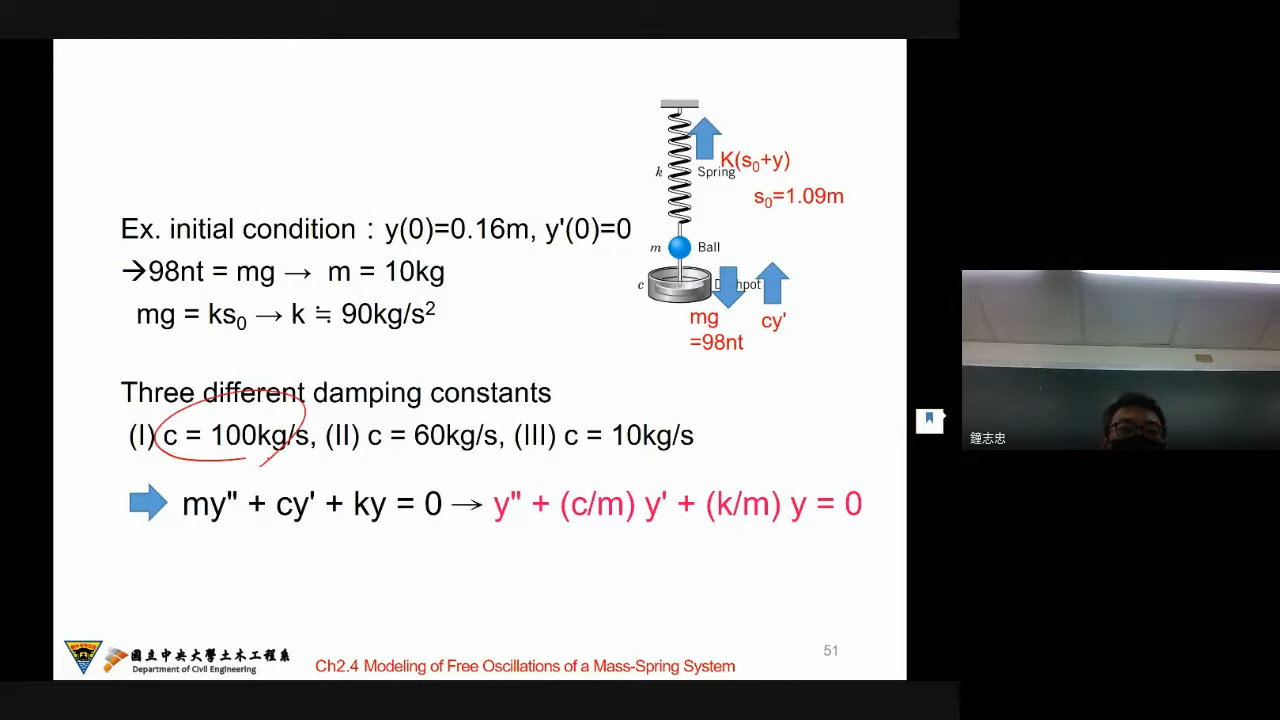 K(s₀+y)
k Spring
s₀=1.09m
Ex. initial condition：y(0)=0.16m, y'(0)=0
m Ball
→98nt = mg → m = 10kg
c
mg = ks₀ → k ≒ 90kg/s²
mg cy'
=98nt
Three different damping constants
(I) c = 100kg/s, (II) c = 60kg/s, (III) c = 10kg/s
鐘志忠
my" + cy' + ky = 0 → y" + (c/m) y' + (k/m) y = 0
國立中央大學土木工程系
Department of Civil Engineering
Ch2.4 Modeling of Free Oscillations of a Mass-Spring System
51